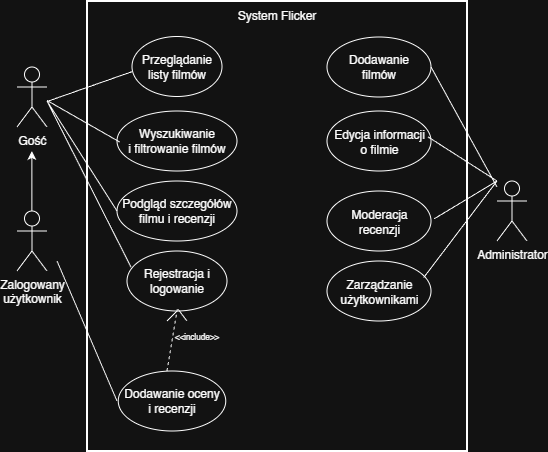 System Flicker
Przeglądanie
listy filmów
Dodawanie
filmów
Gość
Wyszukiwanie
i filtrowanie filmów
Edycja informacji
o filmie
Podgląd szczegółów
filmu i recenzji
Moderacja
recenzji
Administrator
Zalogowany
użytkownik
Rejestracja i
logowanie
Zarządzanie
użytkownikami
<<include>>
Dodawanie oceny
i recenzji